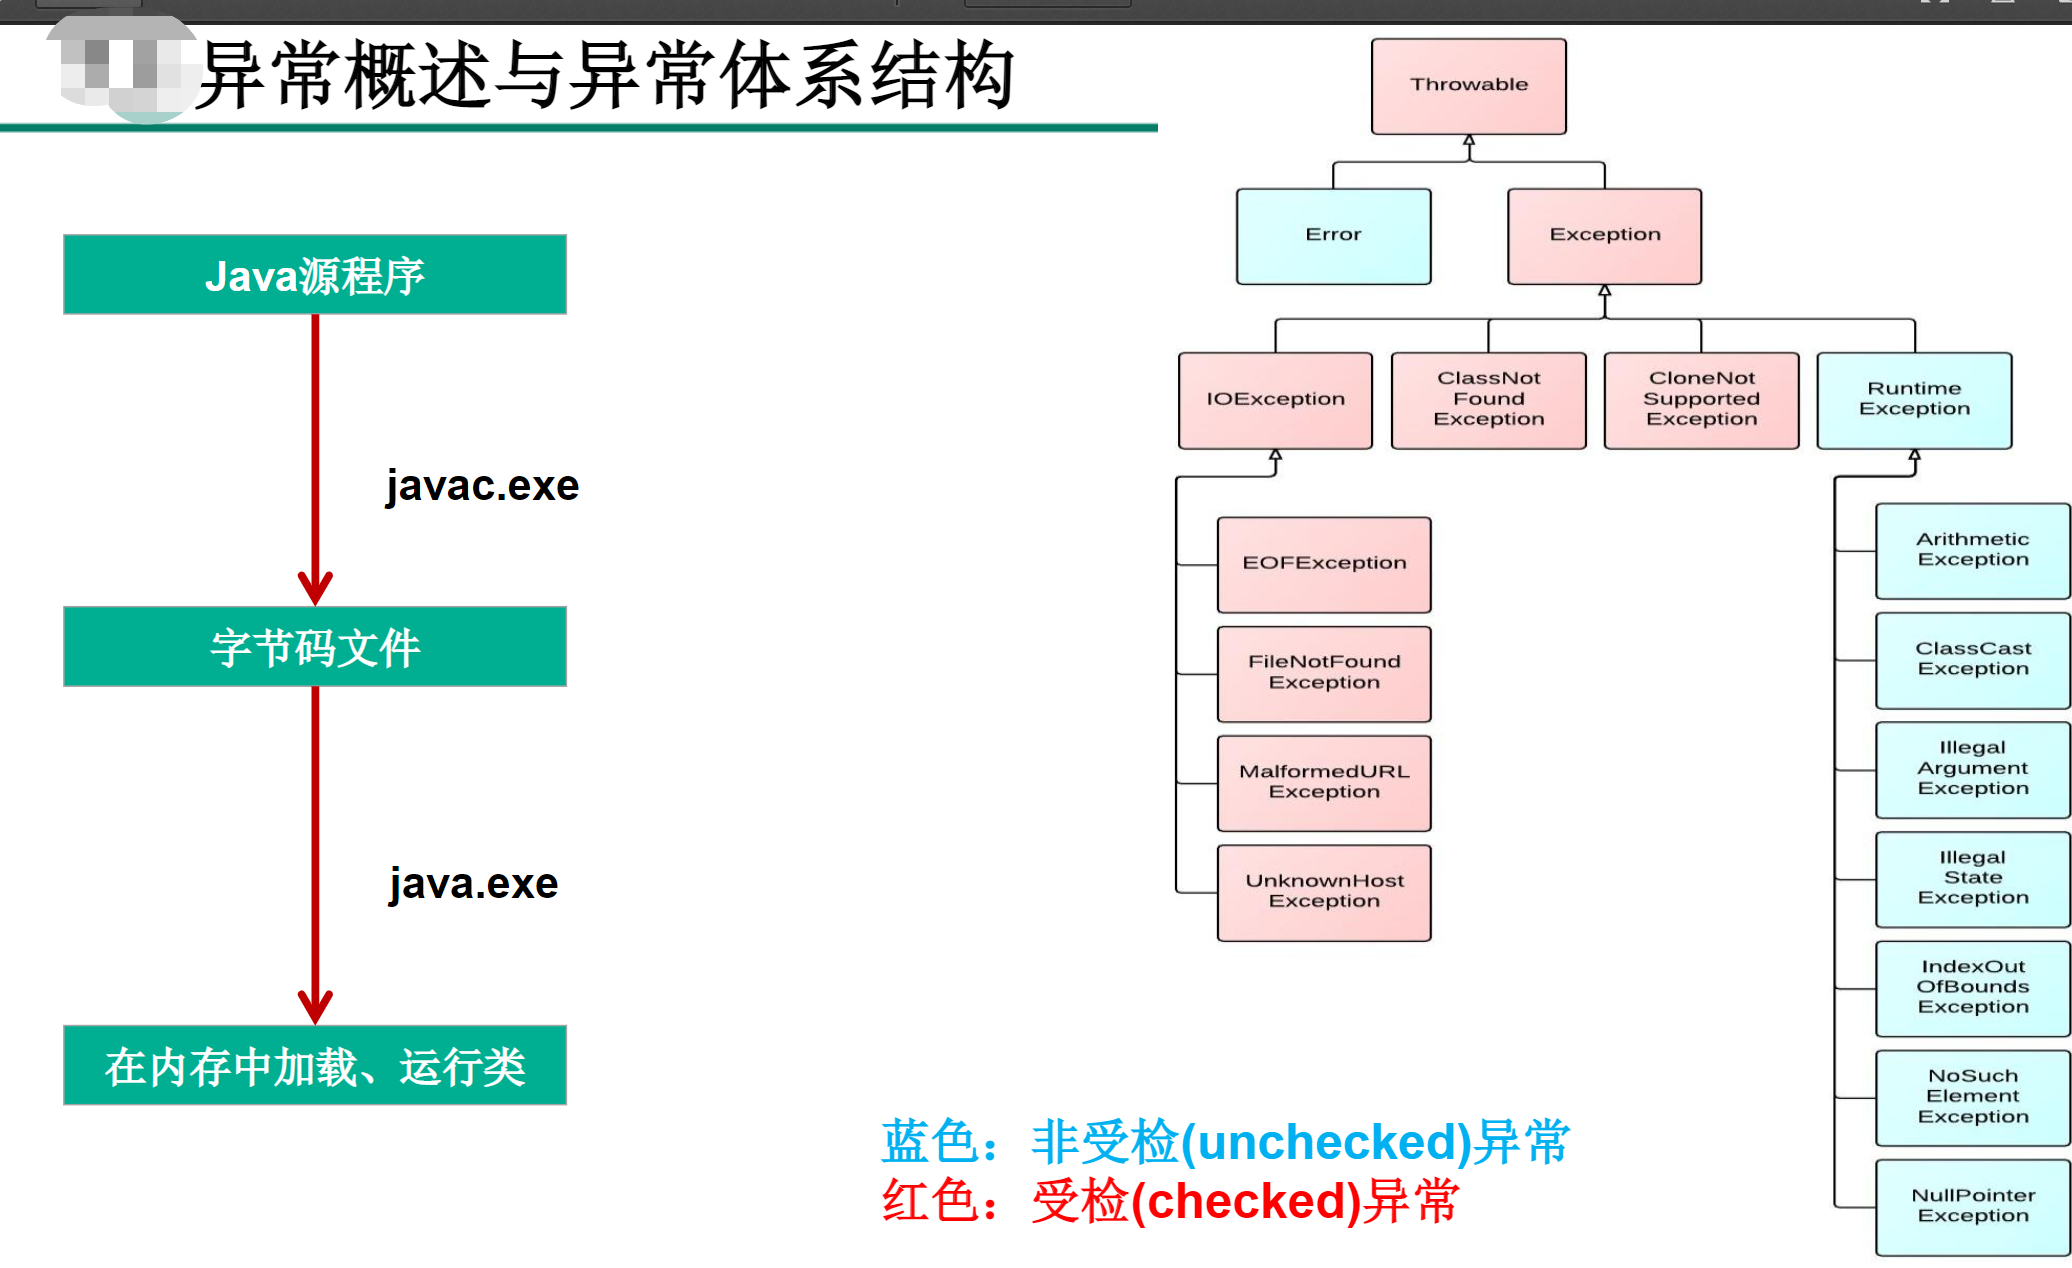 异常概述与异常体系结构
Java源程序
javac.exe
字节码文件
java.exe
在内存中加载、运行类
Throwable
Error
Exception
IOException
ClassNot
Found
Exception
CloneNot
Supported
Exception
Runtime
Exception
EOFException
FileNotFound
Exception
MalformedURL
Exception
UnknownHost
Exception
Arithmetic
Exception
ClassCast
Exception
Illegal
Argument
Exception
Illegal
State
Exception
IndexOut
OfBounds
Exception
NoSuch
Element
Exception
NullPointer
Exception
蓝色：非受检(unchecked)异常
红色：受检(checked)异常